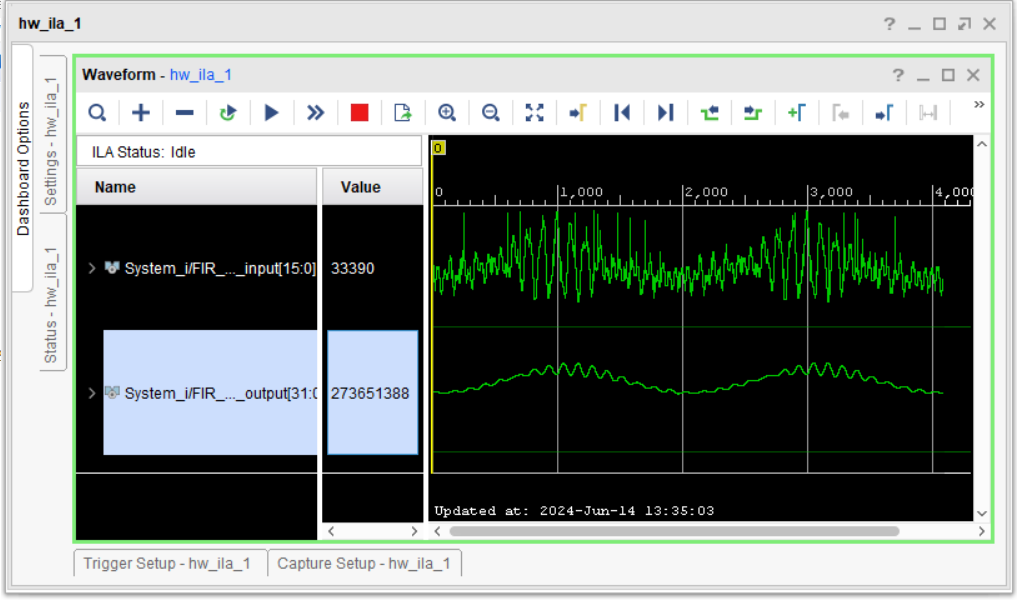 hw_ila_1
Dashboard Options
Settings - hw_ila_1
Status - hw_ila_1
Waveform - hw_ila_1
ILA Status: Idle
Name
Value
System_i/FIR_..._input[15:0]
33390
System_i/FIR_..._output[31:0
273651388
0
0
1,000
2,000
3,000
4,000
Updated at: 2024-Jun-14 13:35:03
Trigger Setup - hw_ila_1
Capture Setup - hw_ila_1